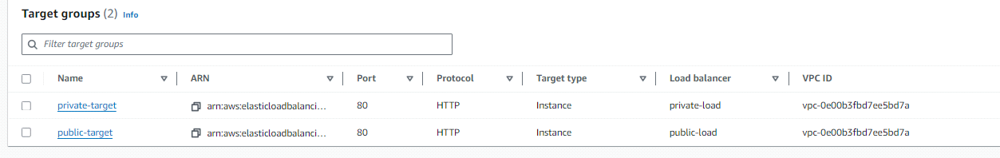 Target groups (2) Info
Filter target groups
Name ARN Port Protocol Target type Load balancer VPC ID
private-target arn:aws:elasticloadbalanci... 80 HTTP Instance private-load vpc-0e00b3fbd7ee5bd7a
public-target arn:aws:elasticloadbalanci... 80 HTTP Instance public-load vpc-0e00b3fbd7ee5bd7a